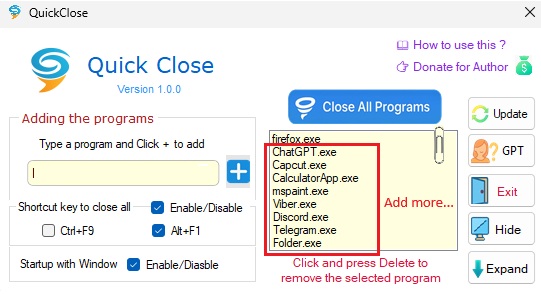 QuickClose
Quick Close
Version 1.0.0
How to use this ?
Donate for Author
Adding the programs
Type a program and Click + to add
Shortcut key to close all
Enable/Disable
Ctrl+F9
Alt+F1
Startup with Window
Enable/Diasble
Close All Programs
firefox.exe
ChatGPT.exe
Capcut.exe
CalculatorApp.exe
mspaint.exe
Viber.exe
Discord.exe
Telegram.exe
Folder.exe
Add more...
Click and press Delete to
remove the selected program
Update
GPT
Exit
Hide
Expand